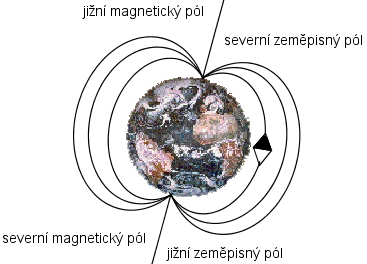 jižní magnetický pól
severní zeměpisný pól
severní magnetický pól
jižní zeměpisný pól